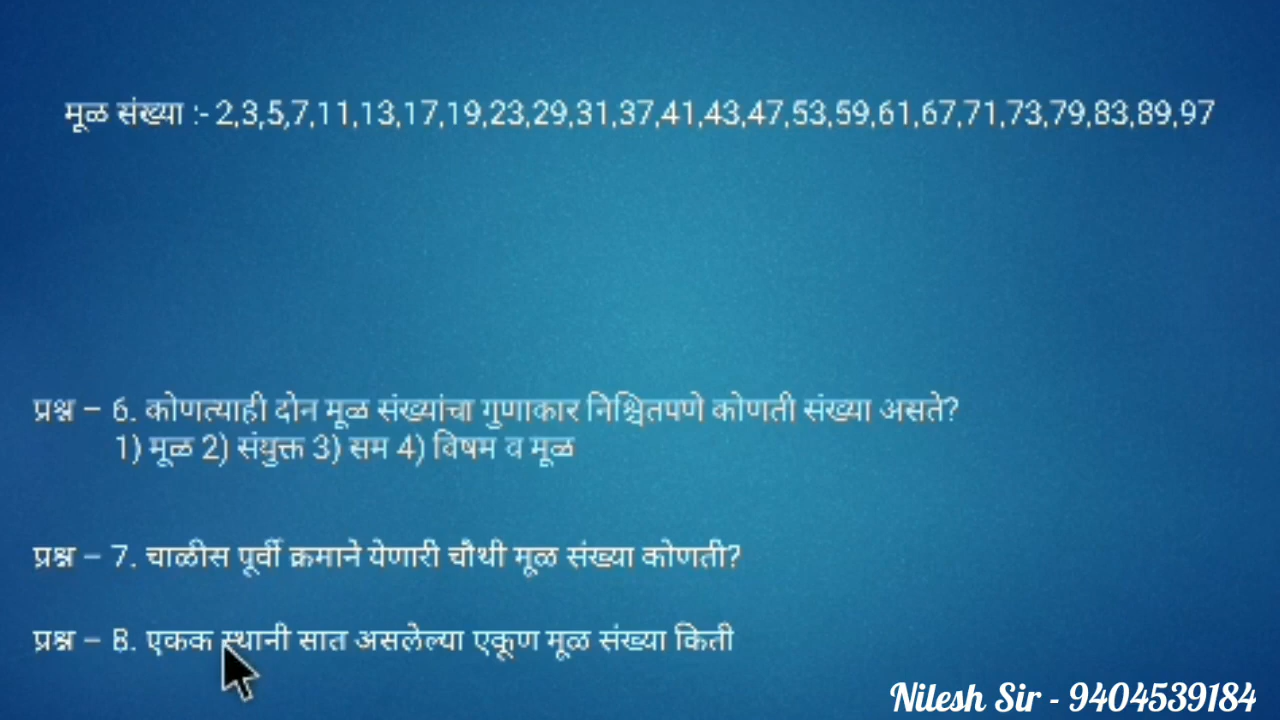 मूळ संख्या :- 2,3,5,7,11,13,17,19,23,29,31,37,41,43,47,53,59,61,67,71,73,79,83,89,97
प्रश्न – 6. कोणत्याही दोन मूळ संख्यांचा गुणाकार निश्चितपणे कोणती संख्या असते?
1) मूळ 2) संयुक्त 3) सम 4) विषम व मूळ
प्रश्न – 7. चाळीस पूर्वी क्रमाने येणारी चौथी मूळ संख्या कोणती?
प्रश्न – 8. एकक स्थानी सात असलेल्या एकूण मूळ संख्या किती
Nilesh Sir - 9404539184